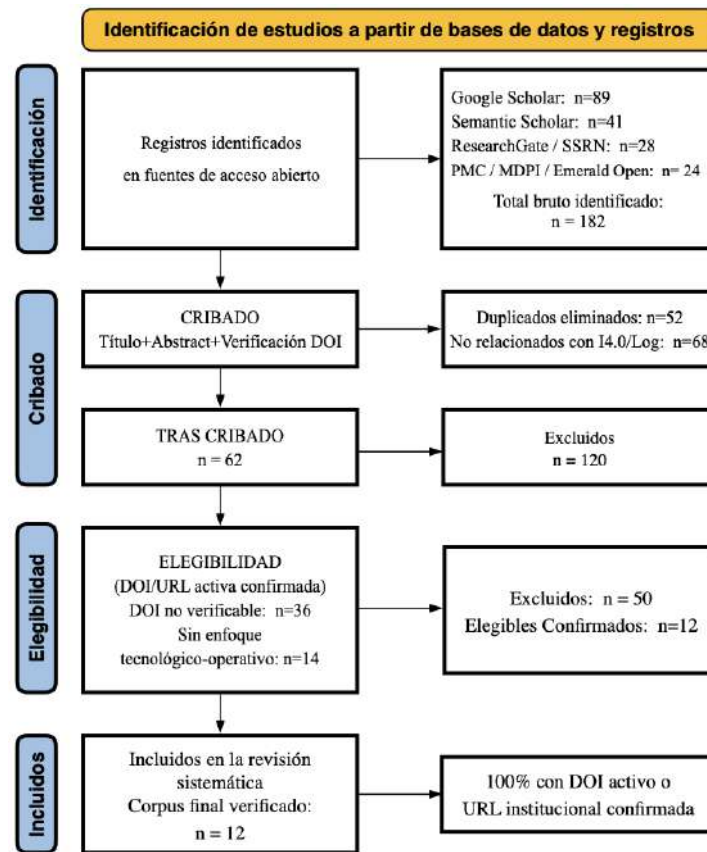 Identificación de estudios a partir de bases de datos y registros
Identificación
Registros identificados
en fuentes de acceso abierto
Google Scholar: n=89
Semantic Scholar: n=41
ResearchGate / SSRN: n=28
PMC / MDPI / Emerald Open: n= 24
Total bruto identificado:
n = 182
Cribado
CRIBADO
Título+Abstract+Verificación DOI
Duplicados eliminados: n=52
No relacionados con I4.0/Log: n=68
TRAS CRIBADO
n = 62
Excluidos
n = 120
Elegibilidad
ELEGIBILIDAD
(DOI/URL activa confirmada)
DOI no verificable: n=36
Sin enfoque
tecnológico-operativo: n=14
Excluidos: n = 50
Elegibles Confirmados: n=12
Incluidos
Incluidos en la revisión
sistemática
Corpus final verificado:
n = 12
100% con DOI activo o
URL institucional confirmada